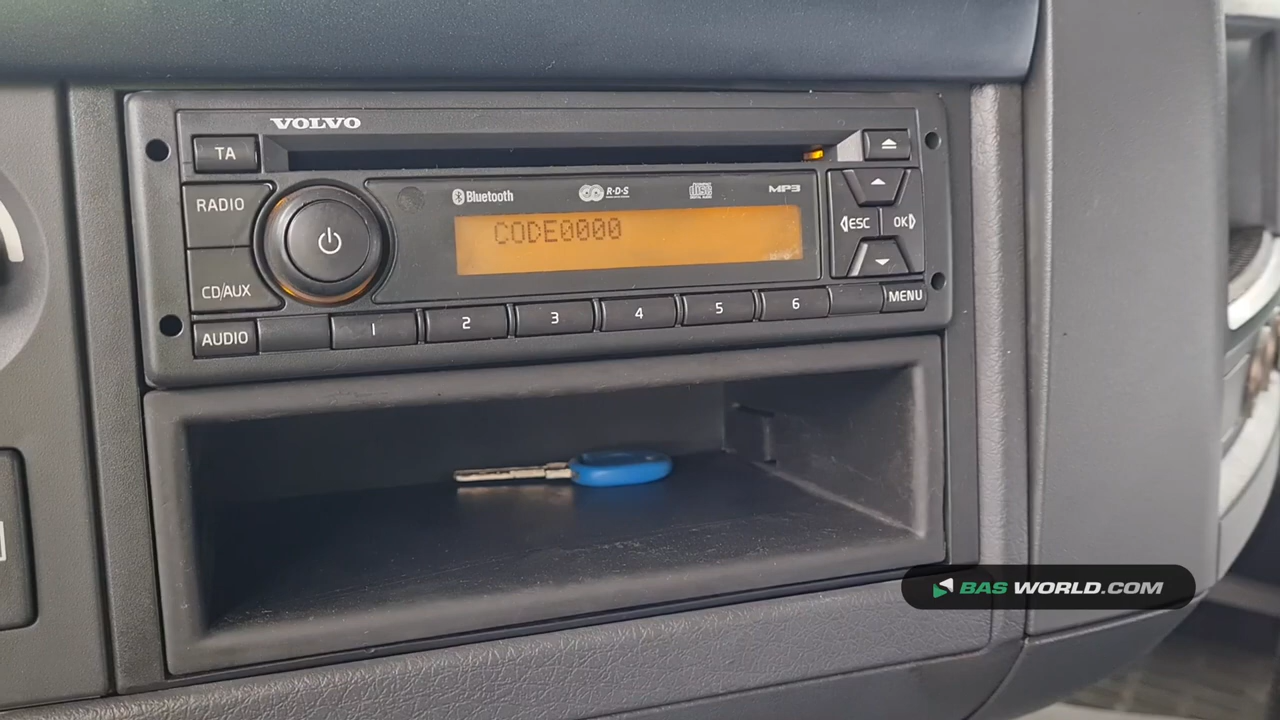 VOLVO
TA
RADIO
CD/AUX
AUDIO
Bluetooth
R·D·S
MP3
CODE0000
ESC
OK
1
2
3
4
5
6
MENU
BAS WORLD.COM